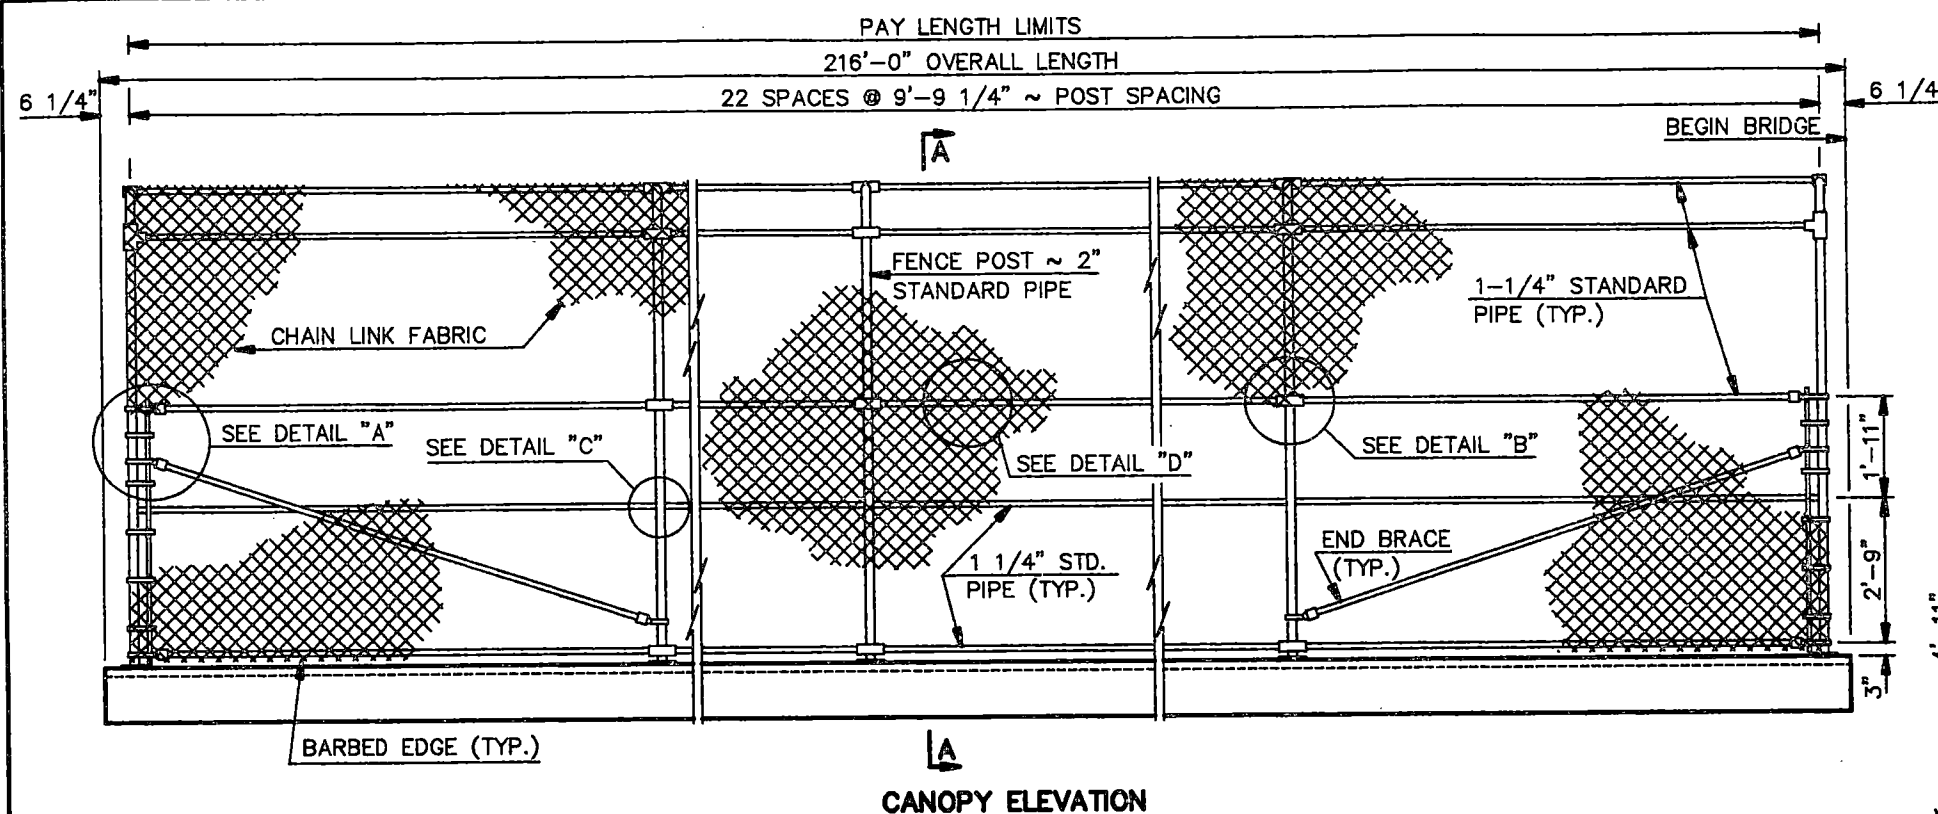 PAY LENGTH LIMITS
216'-0" OVERALL LENGTH
6 1/4"
22 SPACES @ 9'-9 1/4" ~ POST SPACING
6 1/4
BEGIN BRIDGE
A
FENCE POST ~ 2"
STANDARD PIPE
1-1/4" STANDARD
PIPE (TYP.)
CHAIN LINK FABRIC
SEE DETAIL "A"
SEE DETAIL "C"
SEE DETAIL "D"
SEE DETAIL "B"
1'-11"
END BRACE
(TYP.)
1 1/4" STD.
PIPE (TYP.)
2'-9"
3"
BARBED EDGE (TYP.)
A
CANOPY ELEVATION